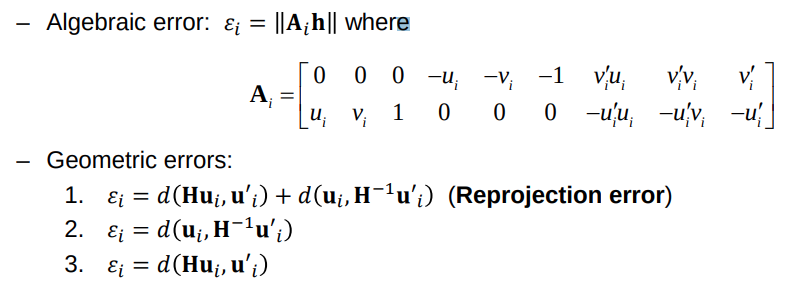 – Algebraic error: εᵢ = ‖Aᵢh‖ where
Aᵢ = [0 0 0 −uᵢ −vᵢ −1 v′ᵢuᵢ v′ᵢvᵢ v′ᵢ
uᵢ vᵢ 1 0 0 0 −u′ᵢuᵢ −u′ᵢvᵢ −u′ᵢ]
– Geometric errors:
1. εᵢ = d(Huᵢ, u′ᵢ) + d(uᵢ, H⁻¹u′ᵢ) (Reprojection error)
2. εᵢ = d(uᵢ, H⁻¹u′ᵢ)
3. εᵢ = d(Huᵢ, u′ᵢ)